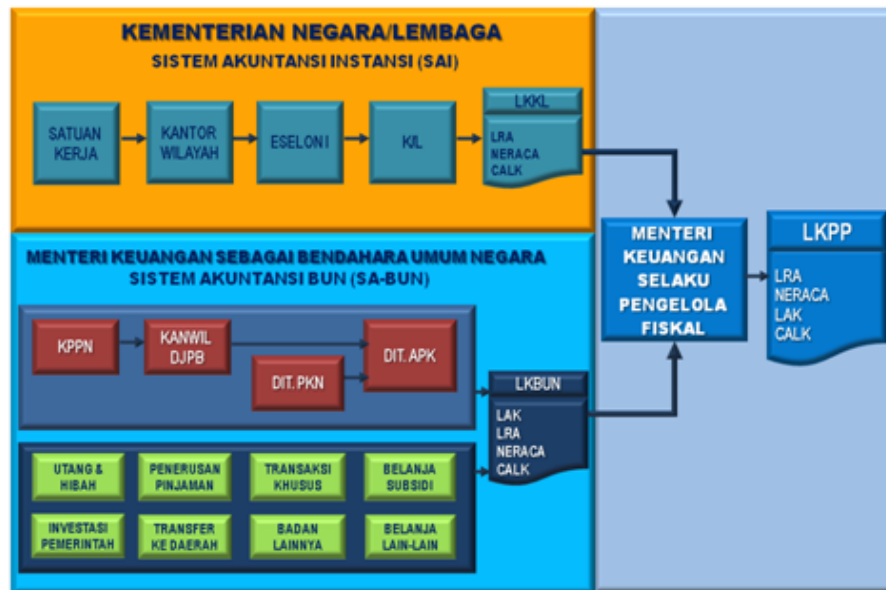 KEMENTERIAN NEGARA/LEMBAGA
SISTEM AKUNTANSI INSTANSI (SAI)
SATUAN
KERJA
KANTOR
WILAYAH
ESELON I
K/L
LKKL
LRA
NERACA
CALK
MENTERI KEUANGAN SEBAGAI BENDAHARA UMUM NEGARA
SISTEM AKUNTANSI BUN (SA-BUN)
KPPN
KANWIL
DJPB
DIT. PKN
DIT. APK
LKBUN
LAK
LRA
NERACA
CALK
UTANG &
HIBAH
PENERUSAN
PINJAMAN
TRANSAKSI
KHUSUS
BELANJA
SUBSIDI
INVESTASI
PEMERINTAH
TRANSFER
KE DAERAH
BADAN
LAINNYA
BELANJA
LAIN-LAIN
MENTERI
KEUANGAN
SELAKU
PENGELOLA
FISKAL
LKPP
LRA
NERACA
LAK
CALK